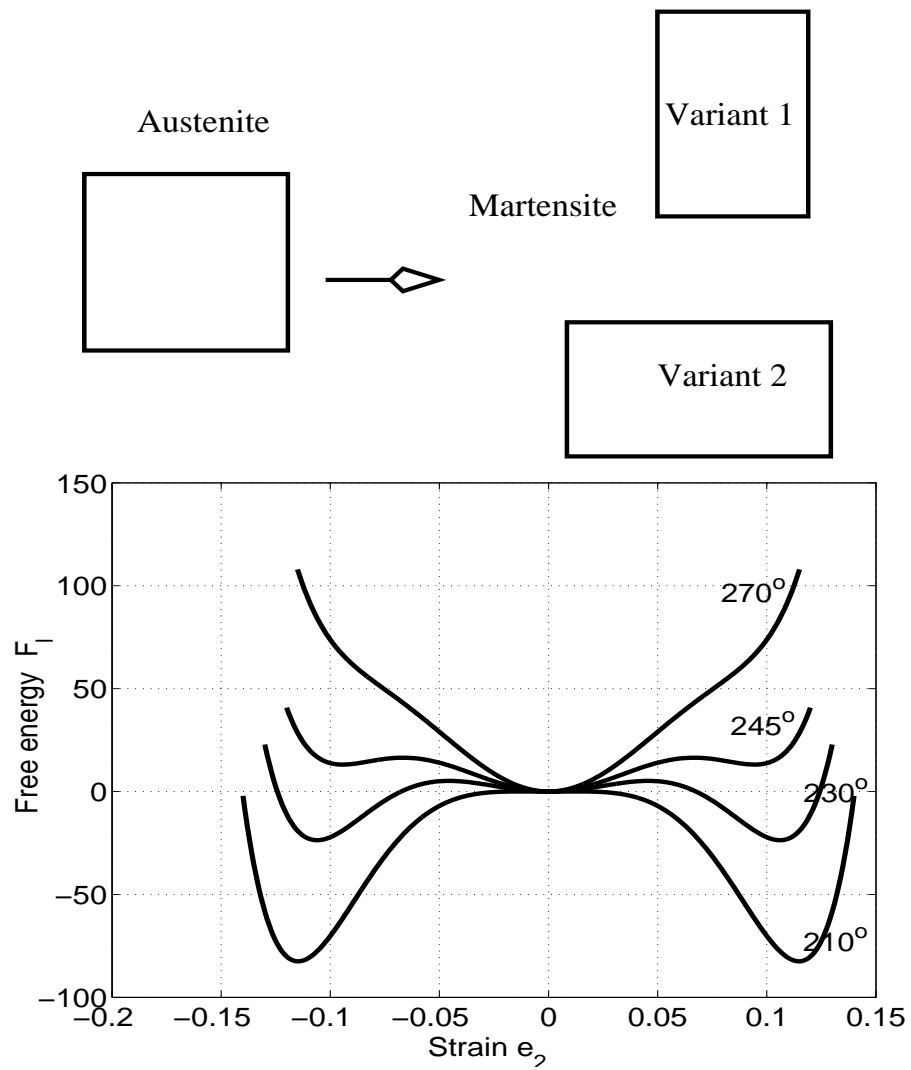 Variant 1
Austenite
Martensite
Variant 2
150
100
50
0
−50
−100
Free energy F_l
270°
245°
230°
210°
−0.2 −0.15 −0.1 −0.05 0 0.05 0.1 0.15
Strain e₂